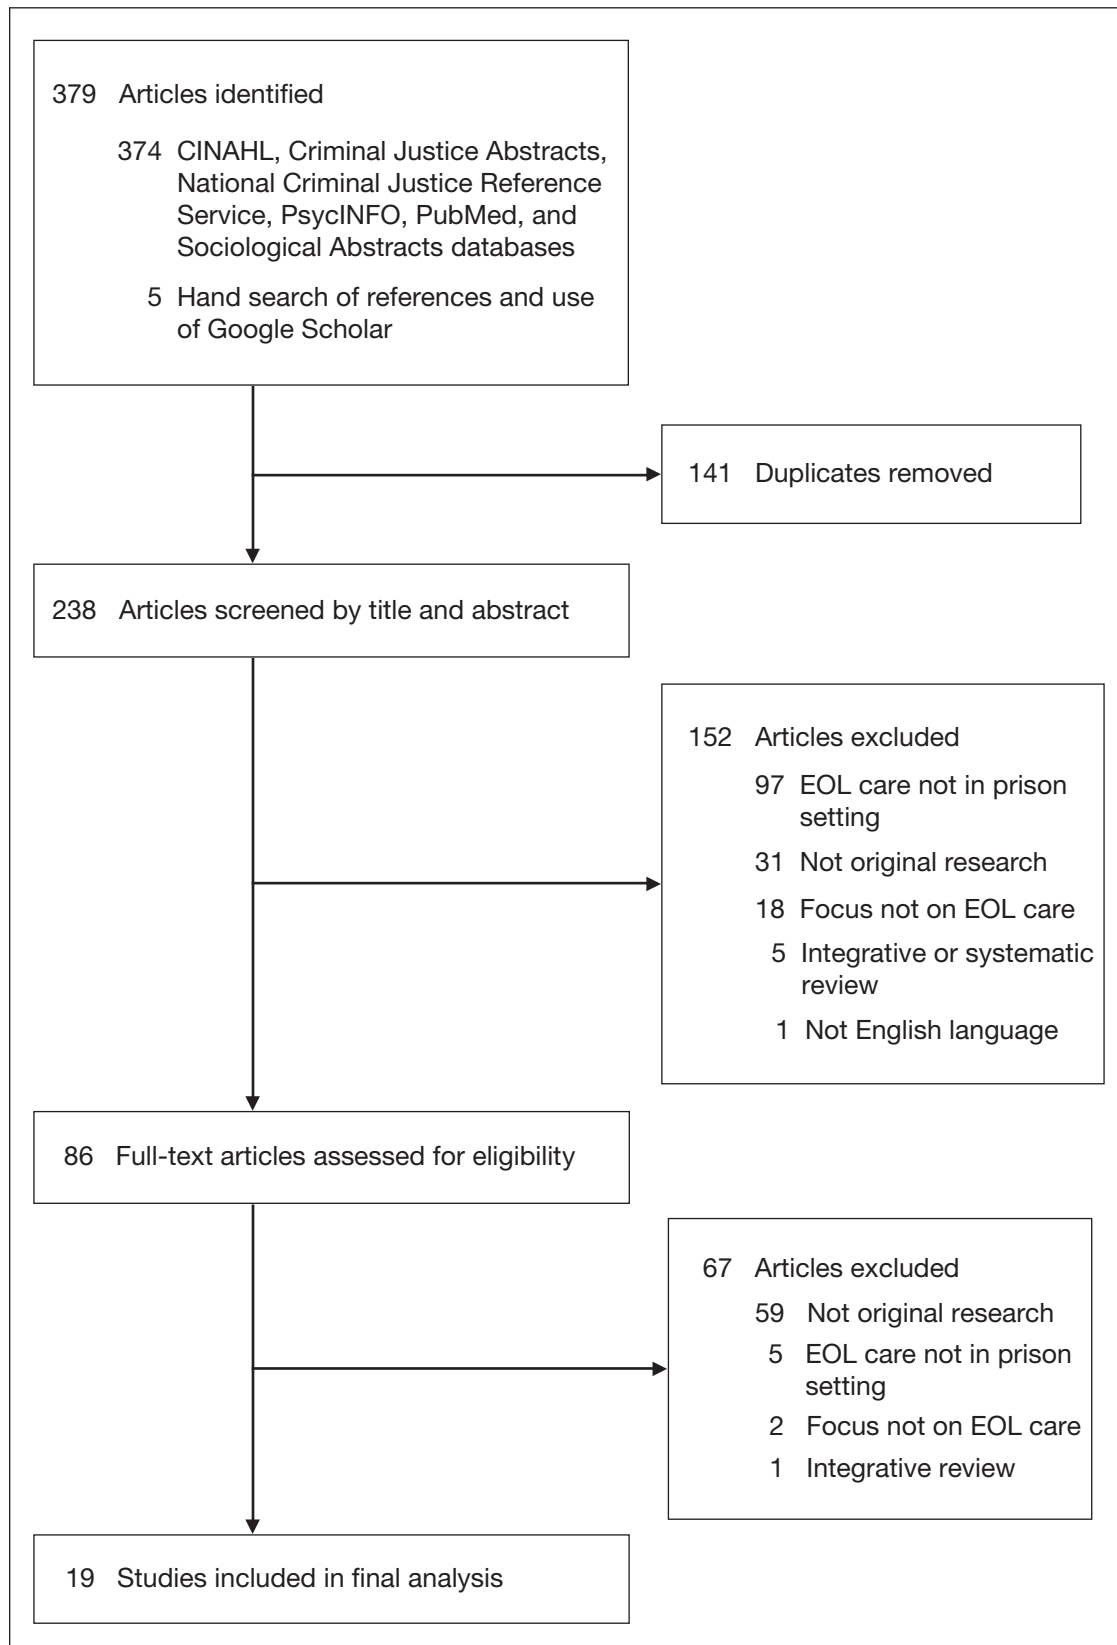 379 Articles identified
374 CINAHL, Criminal Justice Abstracts,
National Criminal Justice Reference
Service, PsycINFO, PubMed, and
Sociological Abstracts databases
5 Hand search of references and use
of Google Scholar
141 Duplicates removed
238 Articles screened by title and abstract
152 Articles excluded
97 EOL care not in prison
setting
31 Not original research
18 Focus not on EOL care
5 Integrative or systematic
review
1 Not English language
86 Full-text articles assessed for eligibility
67 Articles excluded
59 Not original research
5 EOL care not in prison
setting
2 Focus not on EOL care
1 Integrative review
19 Studies included in final analysis